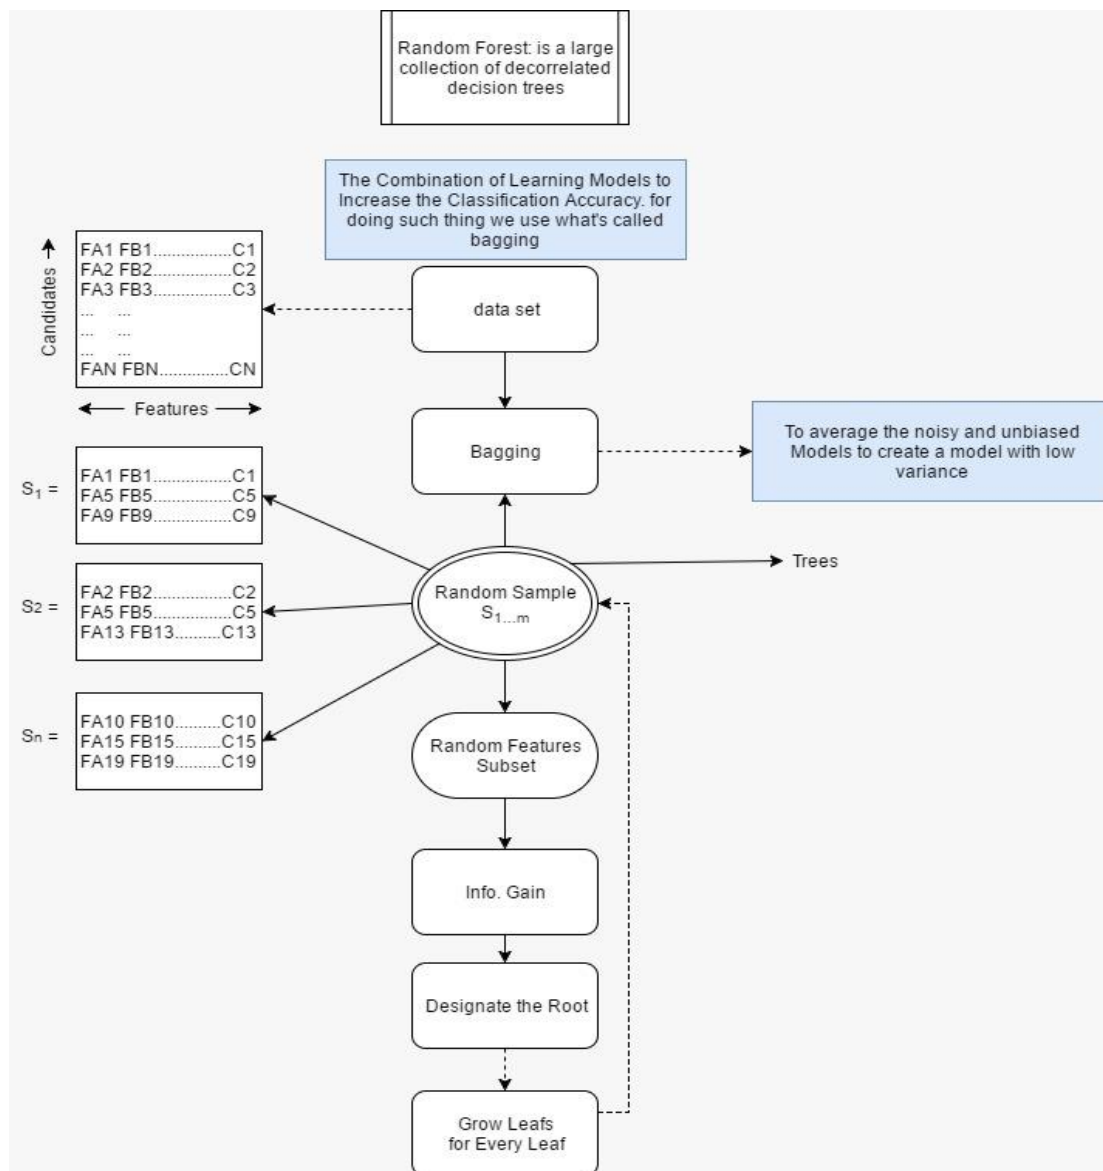 Random Forest: is a large
collection of decorrelated
decision trees
The Combination of Learning Models to
Increase the Classification Accuracy. for
doing such thing we use what's called
bagging
Candidates
FA1 FB1.................C1
FA2 FB2.................C2
FA3 FB3.................C3
... ...
... ...
... ...
FAN FBN...............CN
Features
data set
Bagging
To average the noisy and unbiased
Models to create a model with low
variance
S1 =
FA1 FB1.................C1
FA5 FB5.................C5
FA9 FB9.................C9
Random Sample
S1...m
Trees
S2 =
FA2 FB2.................C2
FA5 FB5.................C5
FA13 FB13..........C13
Sn =
FA10 FB10..........C10
FA15 FB15..........C15
FA19 FB19..........C19
Random Features
Subset
Info. Gain
Designate the Root
Grow Leafs
for Every Leaf